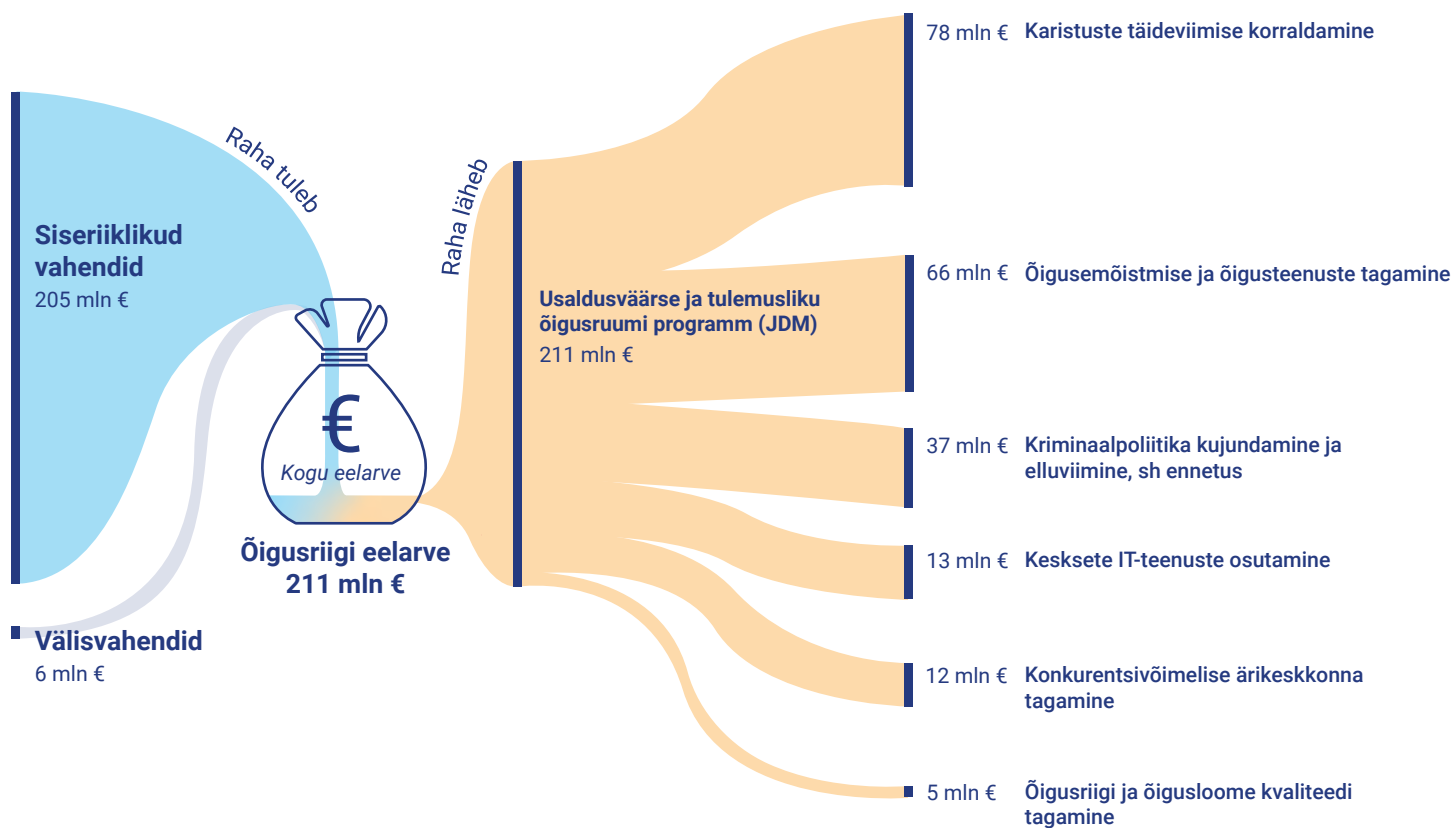 Raha tuleb
Siseriiklikud
vahendid
205 mln €
Välisvahendid
6 mln €
€
Kogu eelarve
Õigusriigi eelarve
211 mln €
Raha läheb
Usaldusväärse ja tulemusliku
õigusruumi programm (JDM)
211 mln €
78 mln € Karistuste täideviimise korraldamine
66 mln € Õigusemõistmise ja õigusteenuste tagamine
37 mln € Kriminaalpoliitika kujundamine ja
elluviimine, sh ennetus
13 mln € Kesksete IT-teenuste osutamine
12 mln € Konkurentsivõimelise ärikeskkonna
tagamine
5 mln € Õigusriigi ja õigusloome kvaliteedi
tagamine